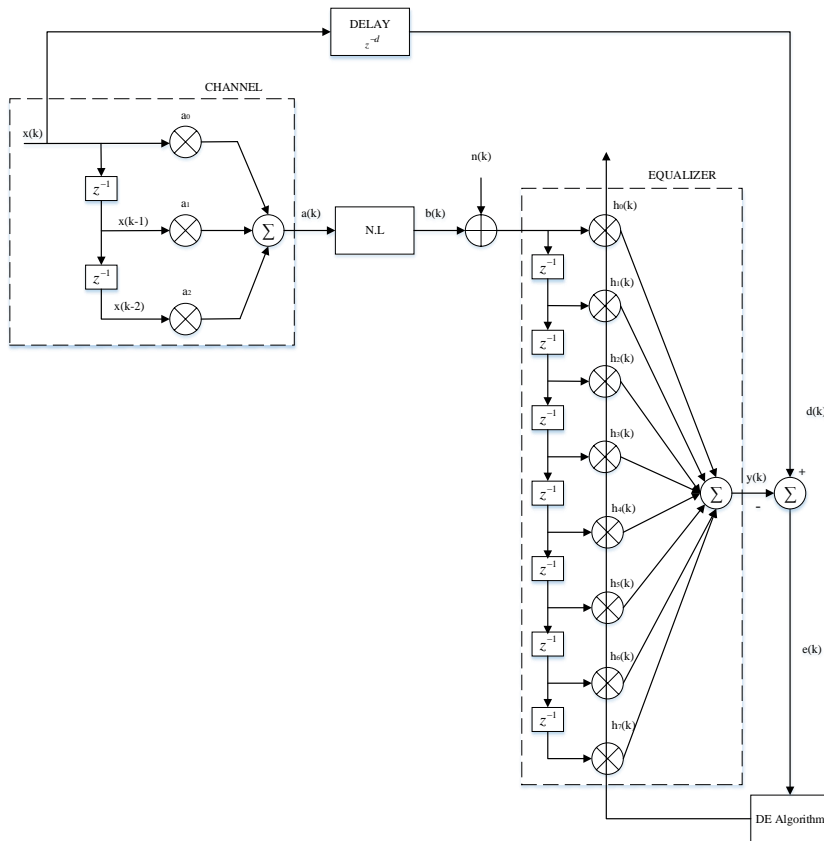 DELAY
z⁻ᵈ
CHANNEL
x(k)
a₀
z⁻¹
x(k-1)
a₁
z⁻¹
x(k-2)
a₂
Σ
a(k)
N.L
b(k)
n(k)
EQUALIZER
h₀(k)
z⁻¹
h₁(k)
z⁻¹
h₂(k)
z⁻¹
h₃(k)
z⁻¹
h₄(k)
z⁻¹
h₅(k)
z⁻¹
h₆(k)
z⁻¹
h₇(k)
Σ
y(k)
-
d(k)
+
Σ
e(k)
DE Algorithm